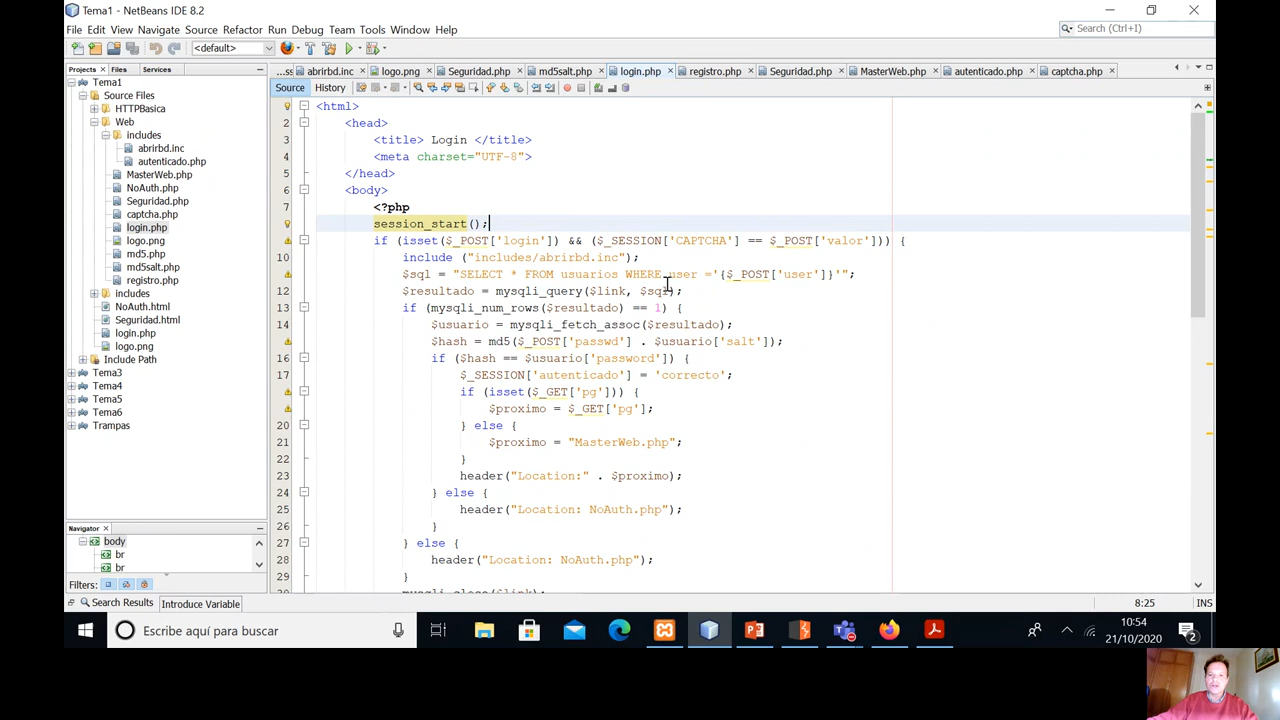 Tema1 - NetBeans IDE 8.2
File Edit View Navigate Source Refactor Run Debug Team Tools Window Help
Search (Ctrl+I)
<default>
Projects Files Services
...ss abrirbd.inc logo.png Seguridad.php md5salt.php login.php registro.php md5.php MasterWeb.php autenticado.php captcha.php
Source History
Tema1
Source Files
HTTPBasica
Web
includes
abrirbd.inc
autenticado.php
MasterWeb.php
NoAuth.php
Seguridad.php
captcha.php
login.php
logo.png
md5.php
md5salt.php
registro.php
includes
NoAuth.html
Seguridad.html
login.php
logo.png
Include Path
Tema3
Tema4
Tema5
Tema6
Trampas
Navigator
body
br
br
Filters:
1 <html>
2 <head>
3 <title> Login </title>
4 <meta charset="UTF-8">
5 </head>
6 <body>
7 <?php
session_start();
if (isset($_POST['login']) && ($_SESSION['CAPTCHA'] == $_POST['valor'])) {
10 include ("includes/abrirbd.inc");
$sql = "SELECT * FROM usuarios WHERE user ='{$_POST['user']}'";
12 $resultado = mysqli_query($link, $sql);
13 if (mysqli_num_rows($resultado) == 1) {
14 $usuario = mysqli_fetch_assoc($resultado);
15 $hash = md5($_POST['passwd'] . $usuario['salt']);
16 if ($hash == $usuario['password']) {
17 $_SESSION['autenticado'] = 'correcto';
if (isset($_GET['pg'])) {
$proximo = $_GET['pg'];
20 } else {
21 $proximo = "MasterWeb.php";
22 }
23 header("Location:" . $proximo);
24 } else {
25 header("Location: NoAuth.php");
26 }
27 } else {
28 header("Location: NoAuth.php");
29 }
30 mysqli_close($link);
Search Results Introduce Variable
8:25 INS
Escribe aquí para buscar
10:54
21/10/2020
2